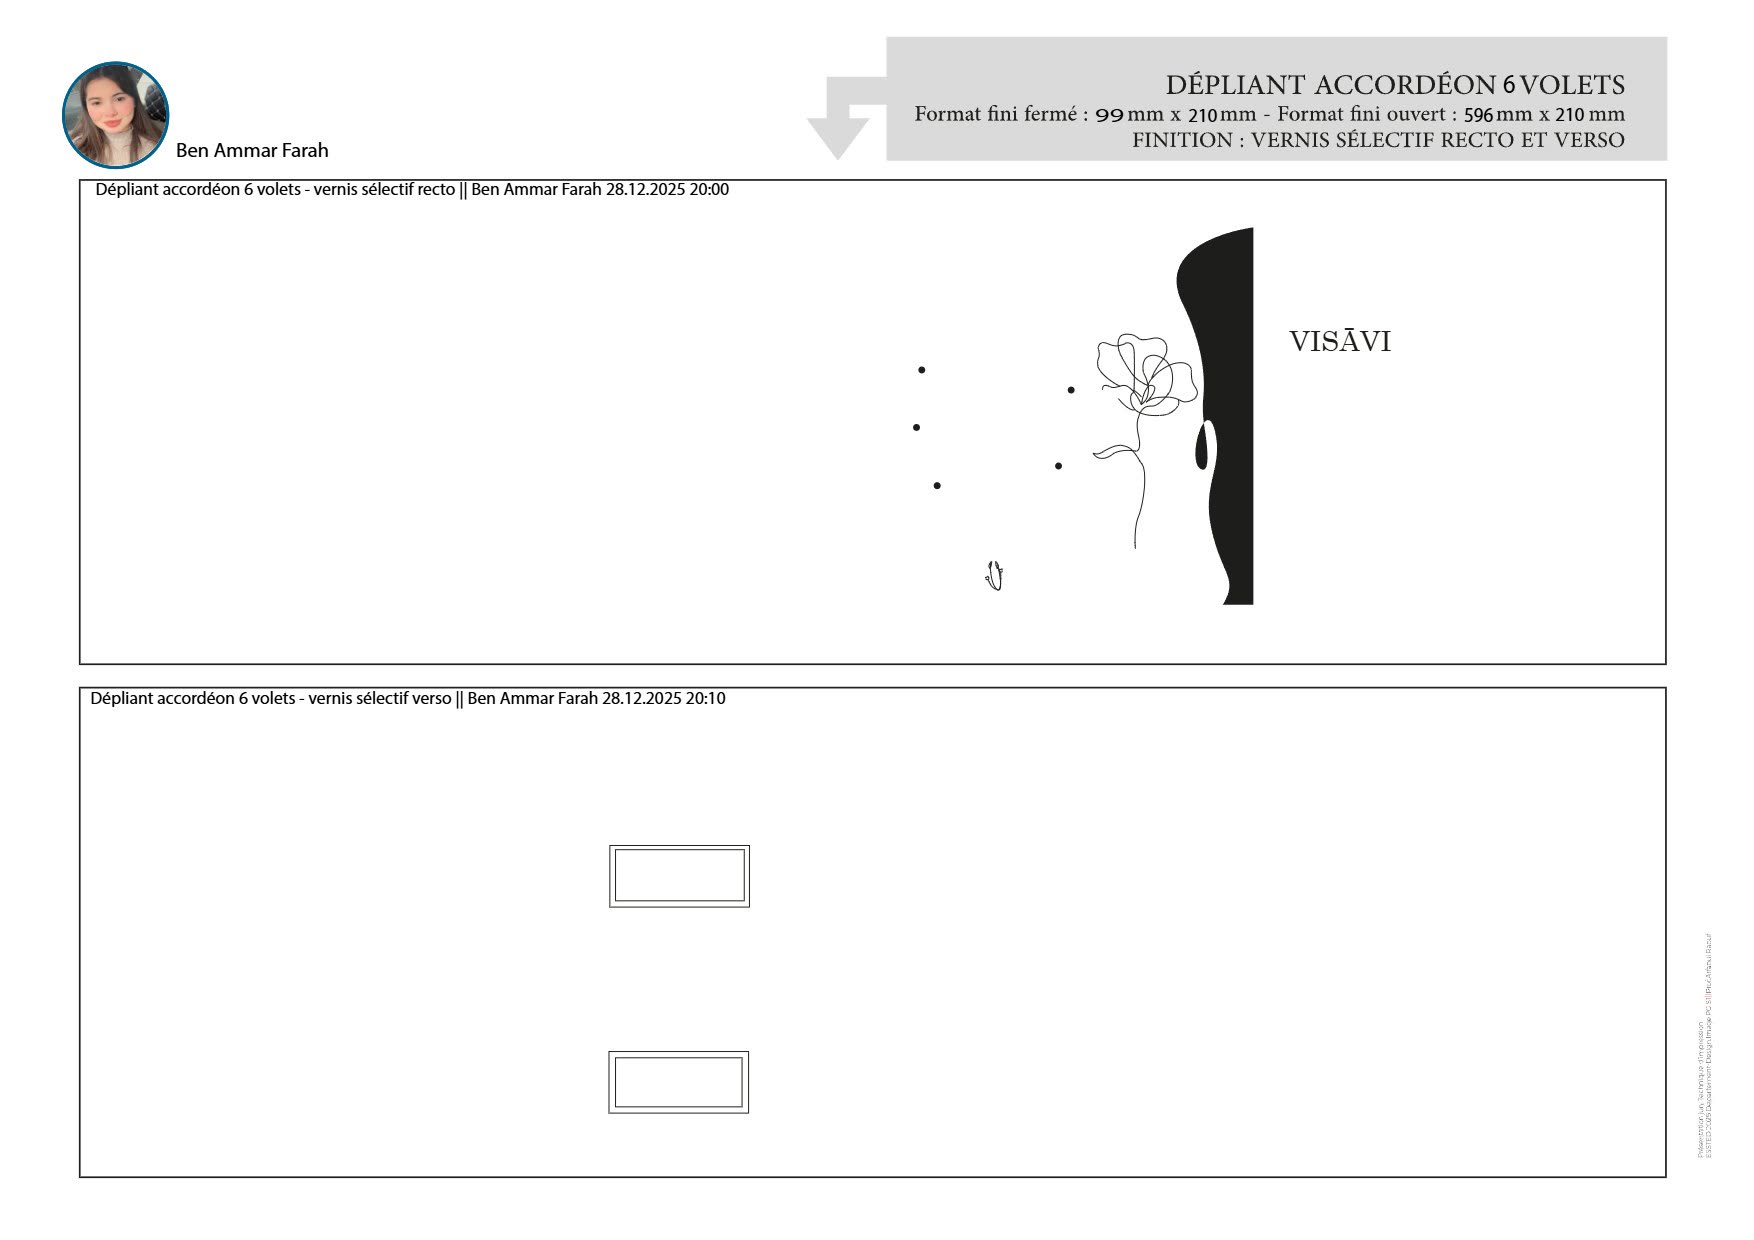 Ben Ammar Farah
DÉPLIANT ACCORDÉON 6 VOLETS
Format fini fermé : 99 mm x 210 mm - Format fini ouvert : 596 mm x 210 mm
FINITION : VERNIS SÉLECTIF RECTO ET VERSO
Dépliant accordéon 6 volets - vernis sélectif recto || Ben Ammar Farah 28.12.2025 20:00
VISĀVI
Dépliant accordéon 6 volets - vernis sélectif verso || Ben Ammar Farah 28.12.2025 20:10